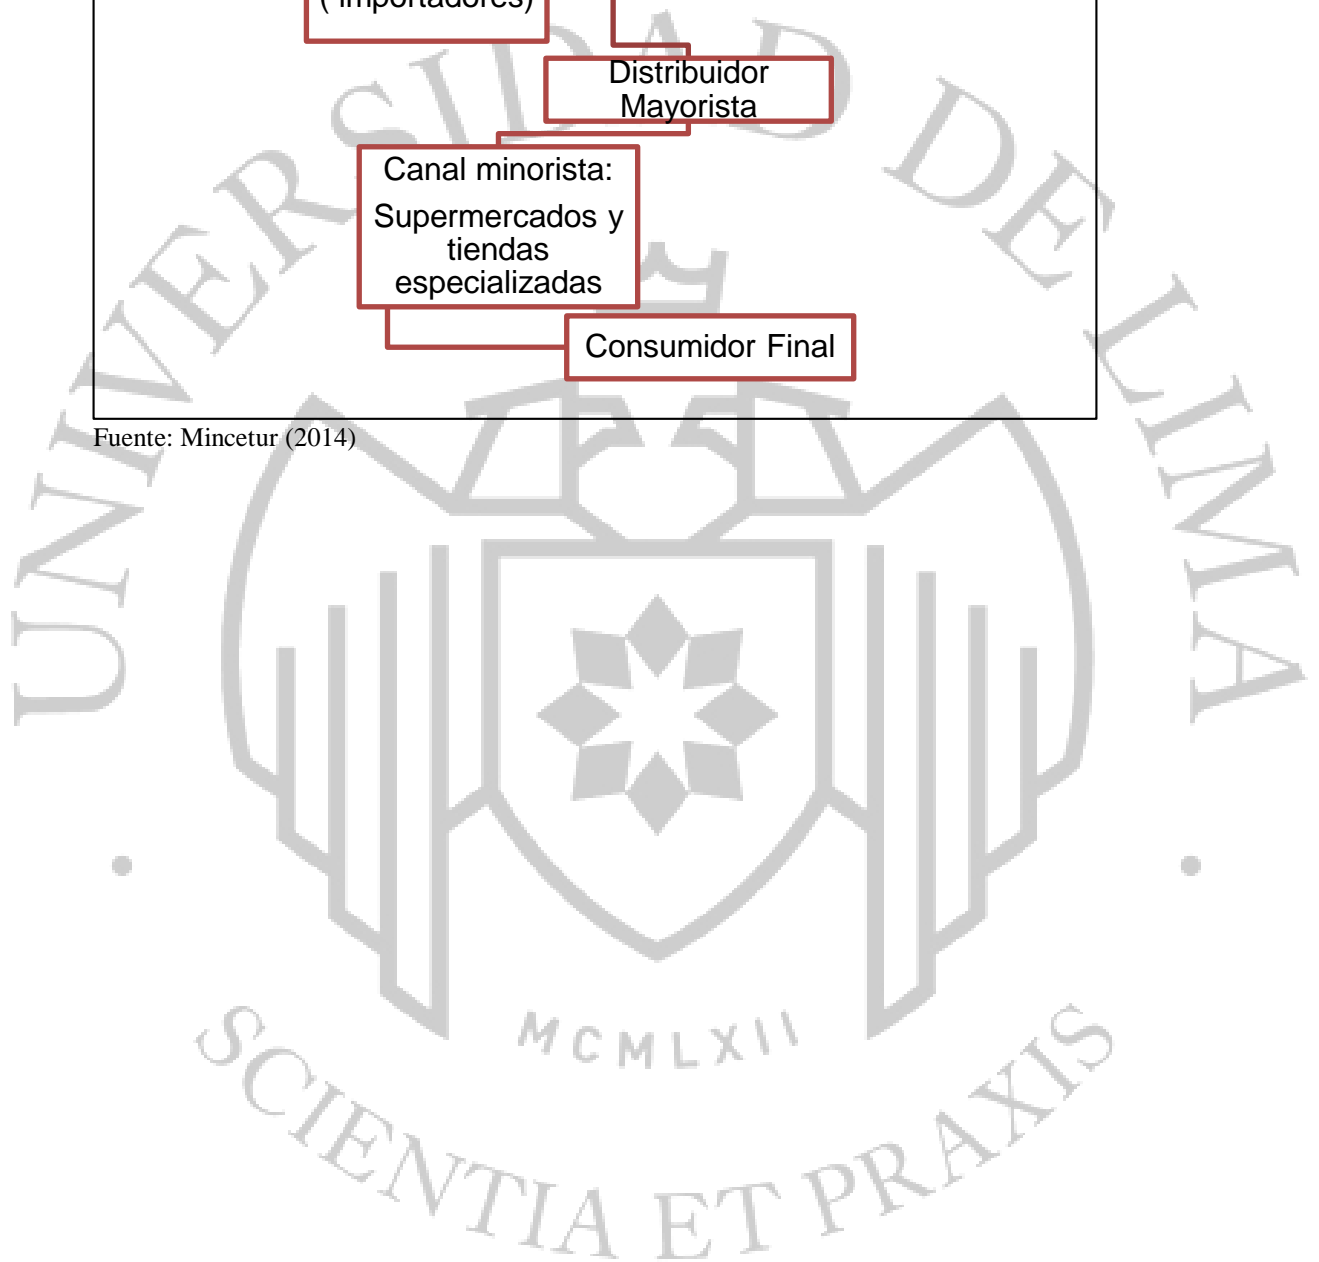 ( importadores)
Distribuidor
Mayorista
Canal minorista:
Supermercados y
tiendas
especializadas
Consumidor Final
Fuente: Mincetur (2014)
UNIVERSIDAD DE LIMA
MCMLXII
SCIENTIA ET PRAXIS